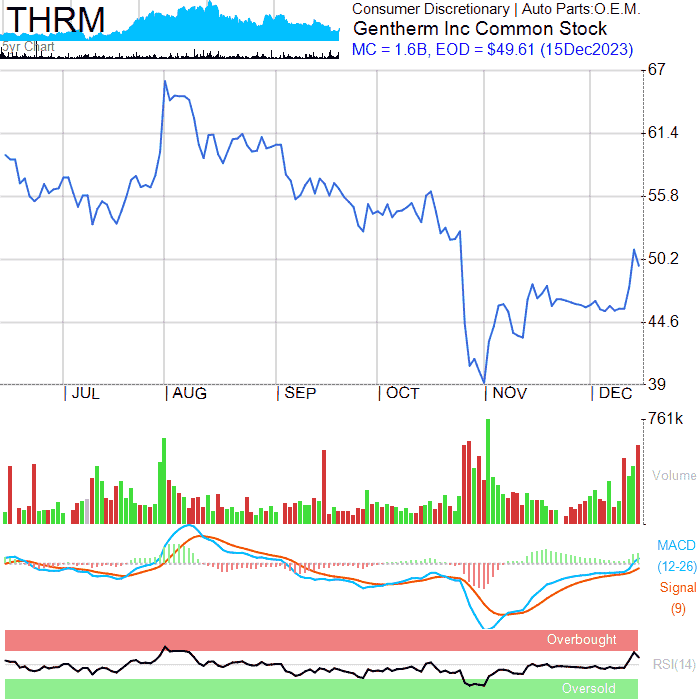 THRM
5yr Chart
Consumer Discretionary | Auto Parts:O.E.M.
Gentherm Inc Common Stock
MC = 1.6B, EOD = $49.61 (15Dec2023)
67
61.4
55.8
50.2
44.6
39
| JUL | AUG | SEP | OCT | NOV | DEC
761k
Volume
MACD
(12-26)
Signal
(9)
Overbought
RSI(14)
Oversold